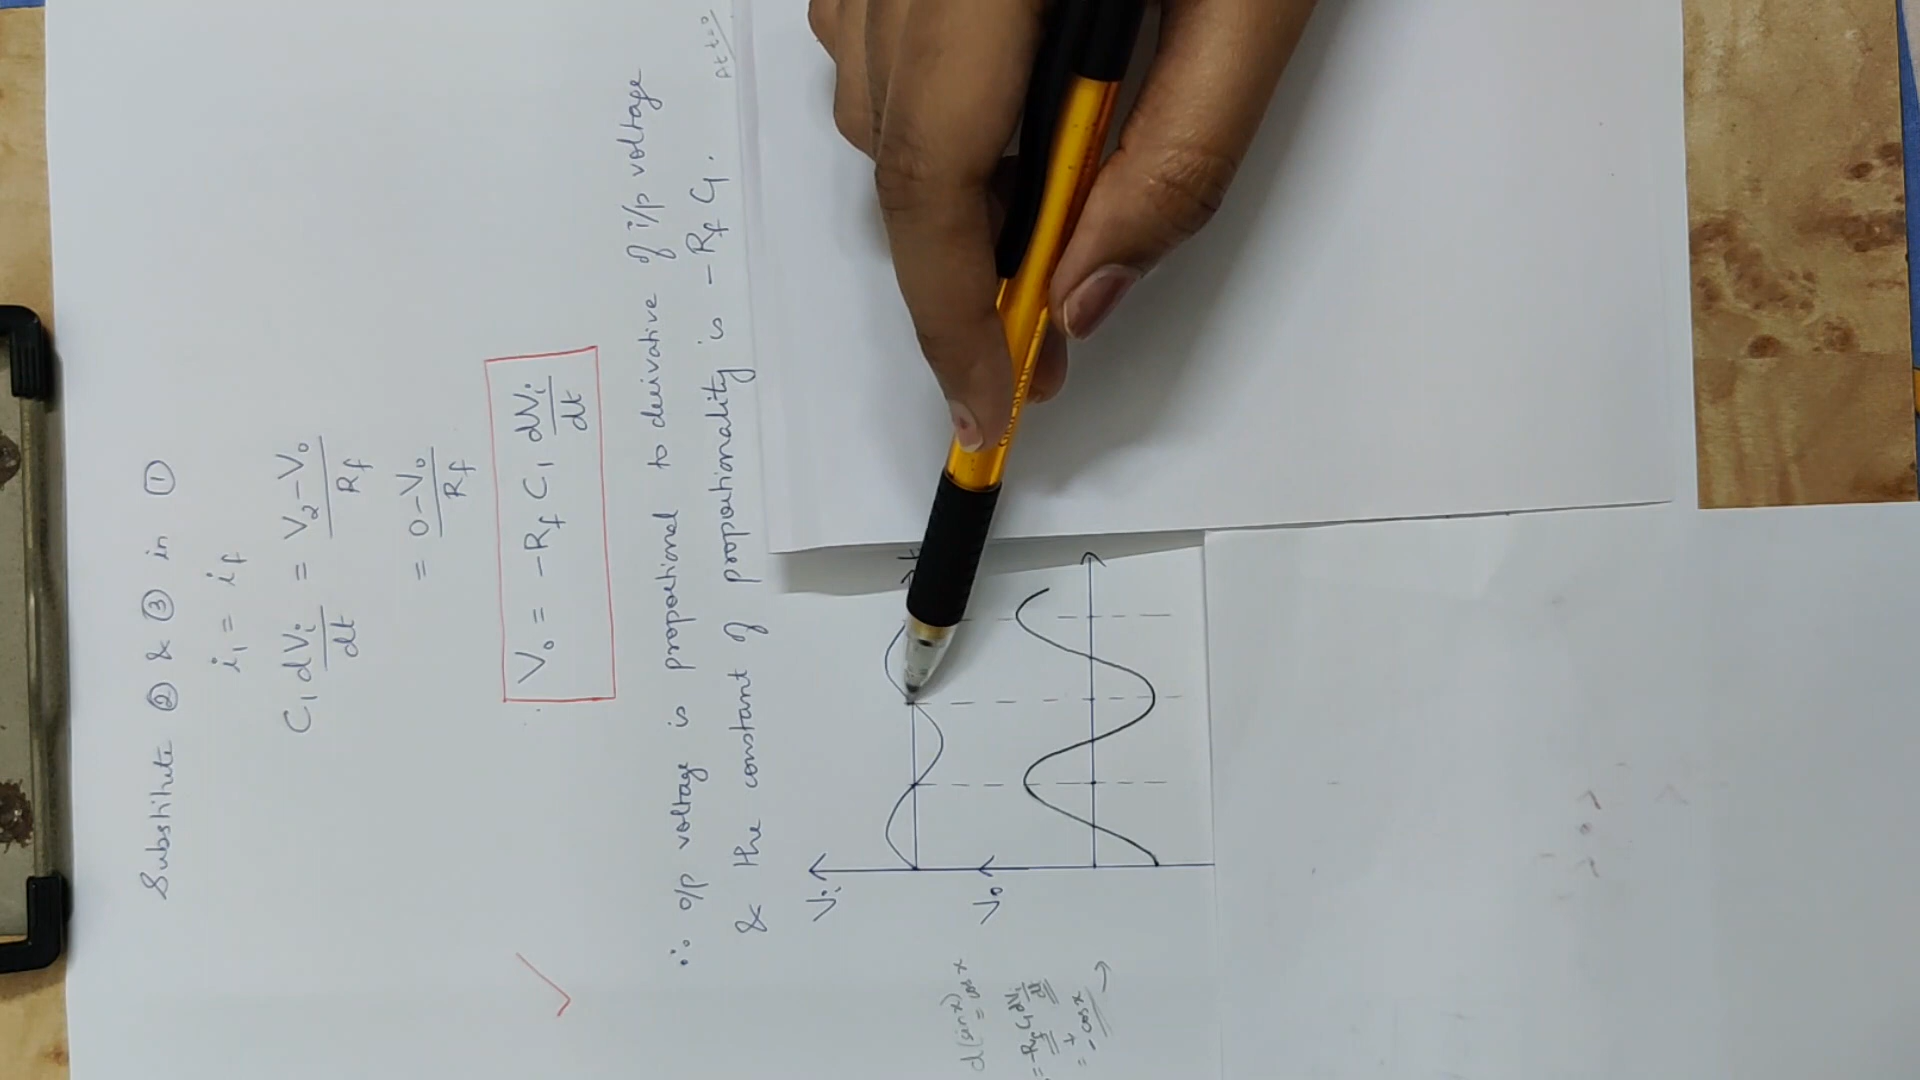 Substitute ② & ③ in ①
i₁ = i_f
C₁ dVᵢ/dt = V₂-V₀/R_f
= 0-V₀/R_f
V₀ = -R_f C₁ dVᵢ/dt
∴ o/p voltage is proportional to derivative of i/p voltage
& the constant of proportionality is - R_f C₁.
At t=0
Vᵢ
t
V₀
d(sin x)
= cos x
= -R_f C₁ dVᵢ/dt
= - cos x